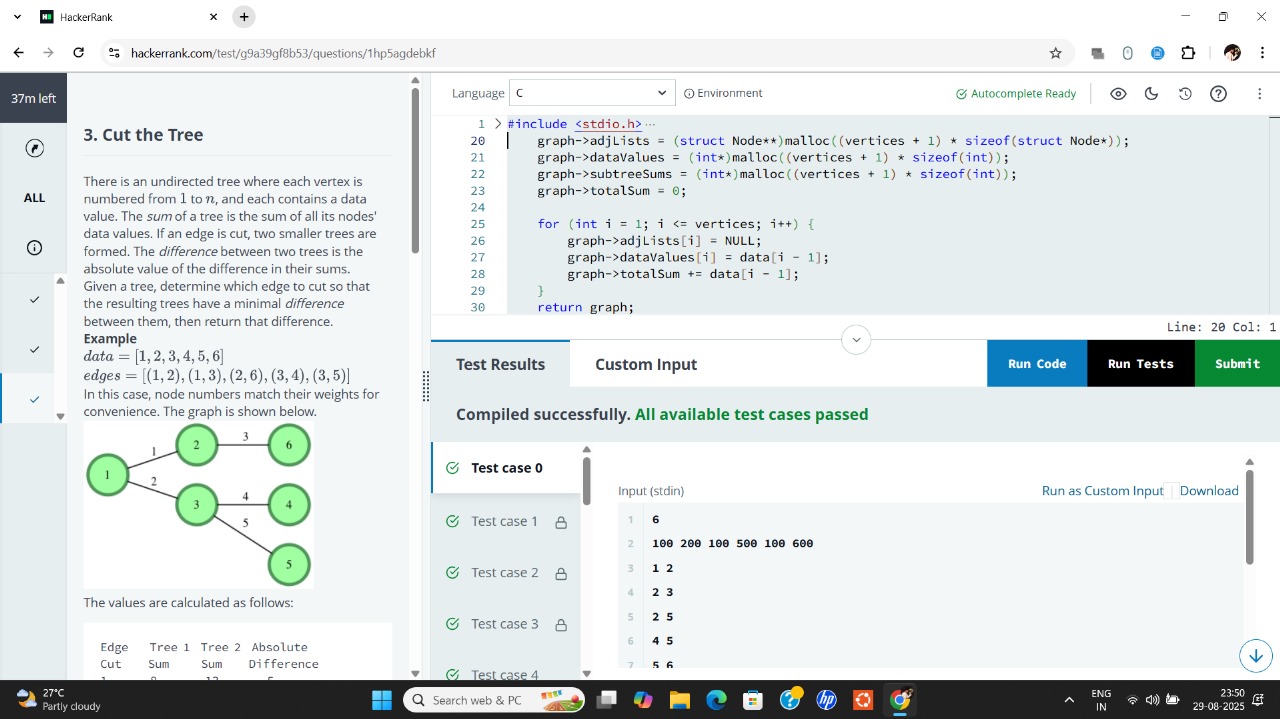 HackerRank
hackerrank.com/test/g9a39gf8b53/questions/1hp5agdebkf
37m left
ALL
3. Cut the Tree
There is an undirected tree where each vertex is
numbered from 1 to n, and each contains a data
value. The sum of a tree is the sum of all its nodes'
data values. If an edge is cut, two smaller trees are
formed. The difference between two trees is the
absolute value of the difference in their sums.
Given a tree, determine which edge to cut so that
the resulting trees have a minimal difference
between them, then return that difference.
Example
data = [1, 2, 3, 4, 5, 6]
edges = [(1, 2), (1, 3), (2, 6), (3, 4), (3, 5)]
In this case, node numbers match their weights for
convenience. The graph is shown below.
1
2
3
6
1
2
3
4
4
5
5
The values are calculated as follows:
Edge Tree 1 Tree 2 Absolute
Cut Sum Sum Difference
Language C
Environment
Autocomplete Ready
1 #include <stdio.h> ...
20 graph->adjLists = (struct Node**)malloc((vertices + 1) * sizeof(struct Node*));
21 graph->dataValues = (int*)malloc((vertices + 1) * sizeof(int));
22 graph->subtreeSums = (int*)malloc((vertices + 1) * sizeof(int));
23 graph->totalSum = 0;
24
25 for (int i = 1; i <= vertices; i++) {
26 graph->adjLists[i] = NULL;
27 graph->dataValues[i] = data[i - 1];
28 graph->totalSum += data[i - 1];
29 }
30 return graph;
Line: 20 Col: 1
Test Results
Custom Input
Run Code
Run Tests
Submit
Compiled successfully. All available test cases passed
Test case 0
Test case 1
Test case 2
Test case 3
Test case 4
Input (stdin)
Run as Custom Input
Download
1 6
2 100 200 100 500 100 600
3 1 2
4 2 3
5 2 5
6 4 5
7 5 6
27°C
Partly cloudy
Search web & PC
ENG
IN
23:50
29-08-2025